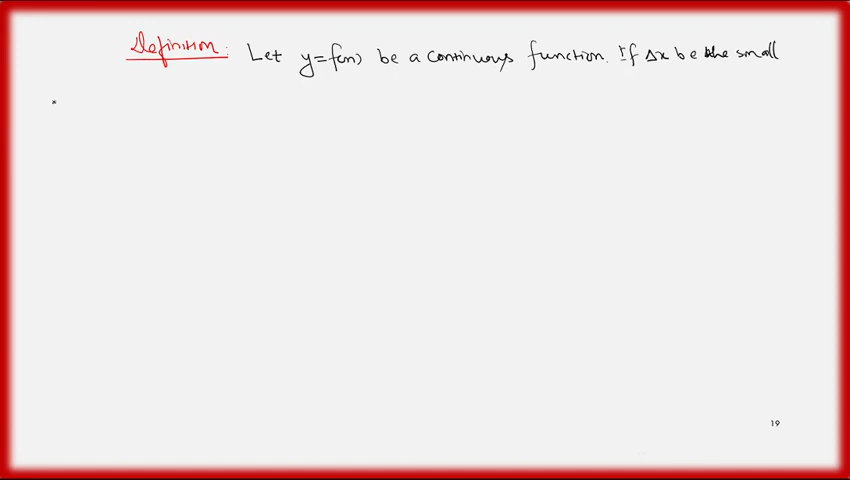 Definition: Let y=f(x) be a continuous function. If Δx be the small
19